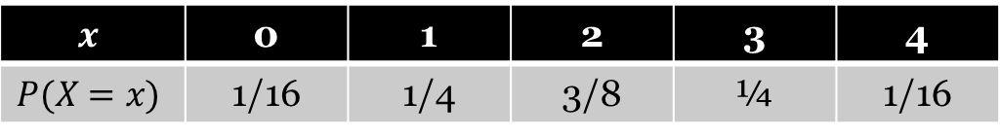 x 0 1 2 3 4
P(X = x) 1/16 1/4 3/8 ¼ 1/16